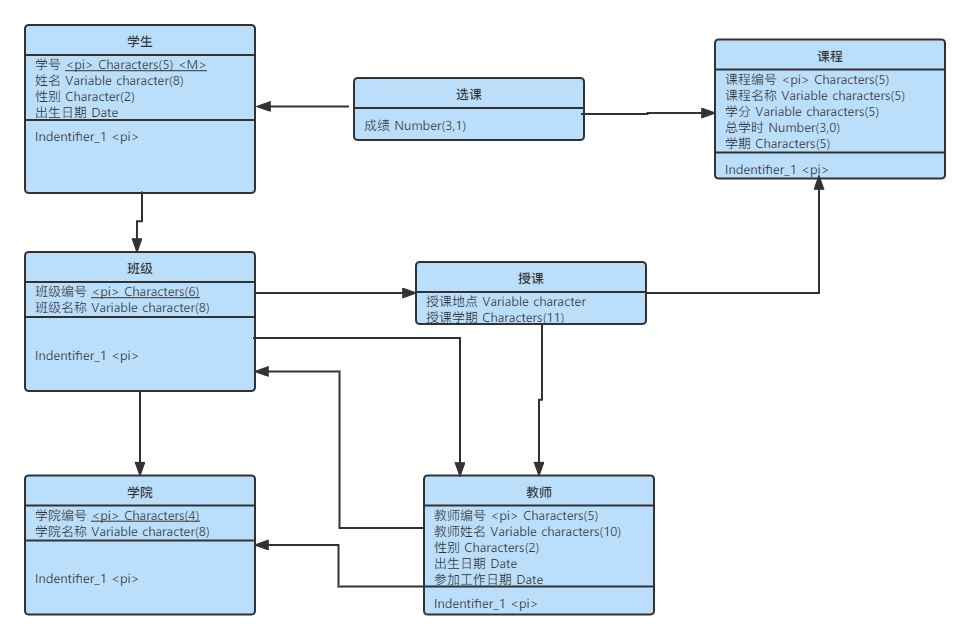 学生
学号 <pi> Characters(5) <M>
姓名 Variable character(8)
性别 Character(2)
出生日期 Date
Indentifier_1 <pi>
选课
成绩 Number(3,1)
课程
课程编号 <pi> Characters(5)
课程名称 Variable characters(5)
学分 Variable characters(5)
总学时 Number(3,0)
学期 Characters(5)
Indentifier_1 <pi>
班级
班级编号 <pi> Characters(6)
班级名称 Variable character(8)
Indentifier_1 <pi>
授课
授课地点 Variable character
授课学期 Characters(11)
学院
学院编号 <pi> Characters(4)
学院名称 Variable character(8)
Indentifier_1 <pi>
教师
教师编号 <pi> Characters(5)
教师姓名 Variable characters(10)
性别 Characters(2)
出生日期 Date
参加工作日期 Date
Indentifier_1 <pi>